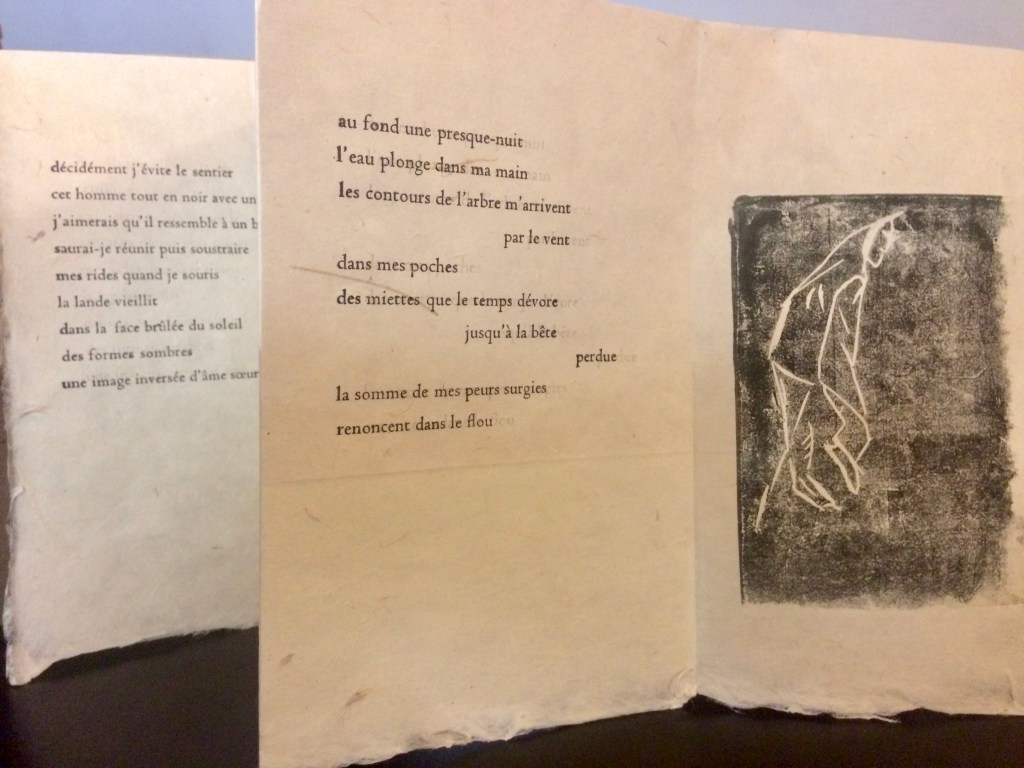 décidément j'évite le sentier
cet homme tout en noir avec un
j'aimerais qu'il ressemble à un
saurai-je réunir puis soustraire
mes rides quand je souris
la lande vieillit
dans la face brûlée du soleil
des formes sombres
une image inversée d'âme sœur
au fond une presque-nuit
l'eau plonge dans ma main
les contours de l'arbre m'arrivent
par le vent
dans mes poches
des miettes que le temps dévore
jusqu'à la bête
perdue
la somme de mes peurs surgies
renoncent dans le flou